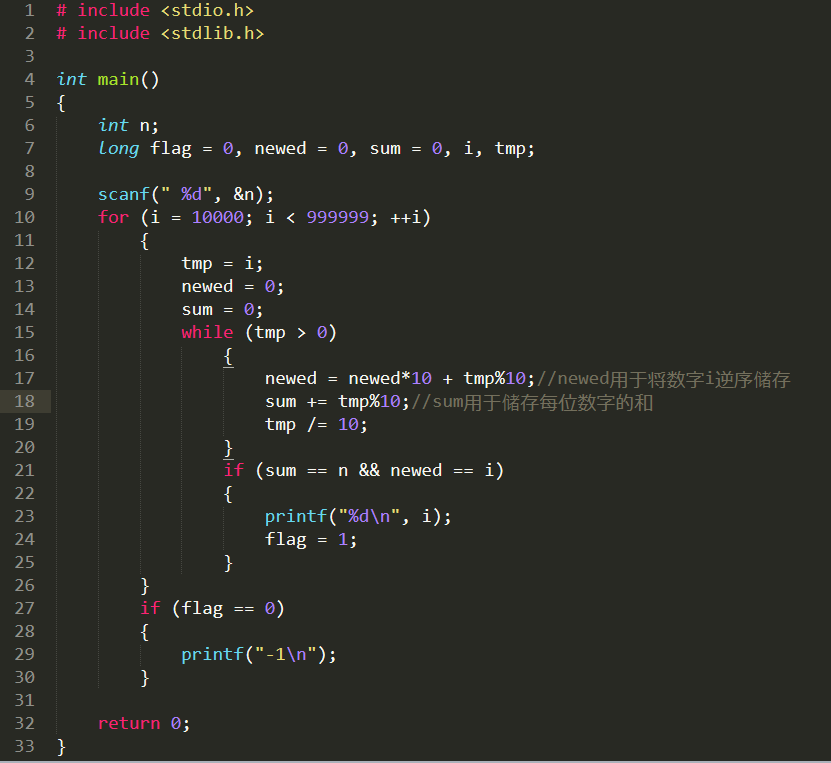 1 # include <stdio.h>
2 # include <stdlib.h>
3
4 int main()
5 {
6     int n;
7     long flag = 0, newed = 0, sum = 0, i, tmp;
8
9     scanf(" %d", &n);
10     for (i = 10000; i < 999999; ++i)
11         {
12             tmp = i;
13             newed = 0;
14             sum = 0;
15             while (tmp > 0)
16                 {
17                     newed = newed*10 + tmp%10;//newed用于将数字i逆序储存
18                     sum += tmp%10;//sum用于储存每位数字的和
19                     tmp /= 10;
20                 }
21                 if (sum == n && newed == i)
22                 {
23                     printf("%d\n", i);
24                     flag = 1;
25                 }
26         }
27         if (flag == 0)
28         {
29             printf("-1\n");
30         }
31
32     return 0;
33 }